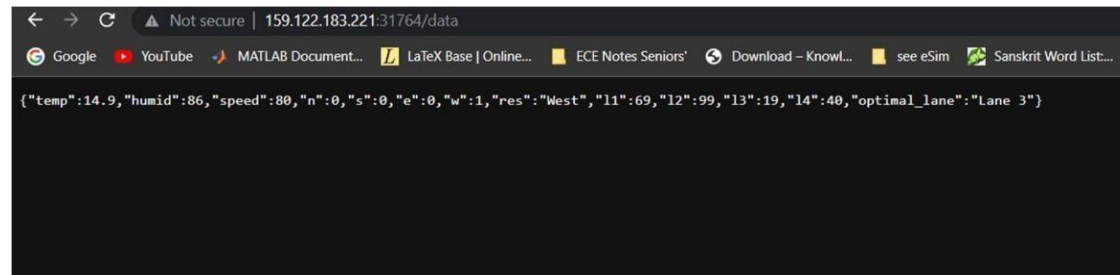 Not secure | 159.122.183.221:31764/data
Google YouTube MATLAB Document... LaTeX Base | Online... ECE Notes Seniors' Download – Knowl... see eSim Sanskrit Word List:...
{"temp":14.9,"humid":86,"speed":80,"n":0,"s":0,"e":0,"w":1,"res":"West","l1":69,"l2":99,"l3":19,"l4":40,"optimal_lane":"Lane 3"}